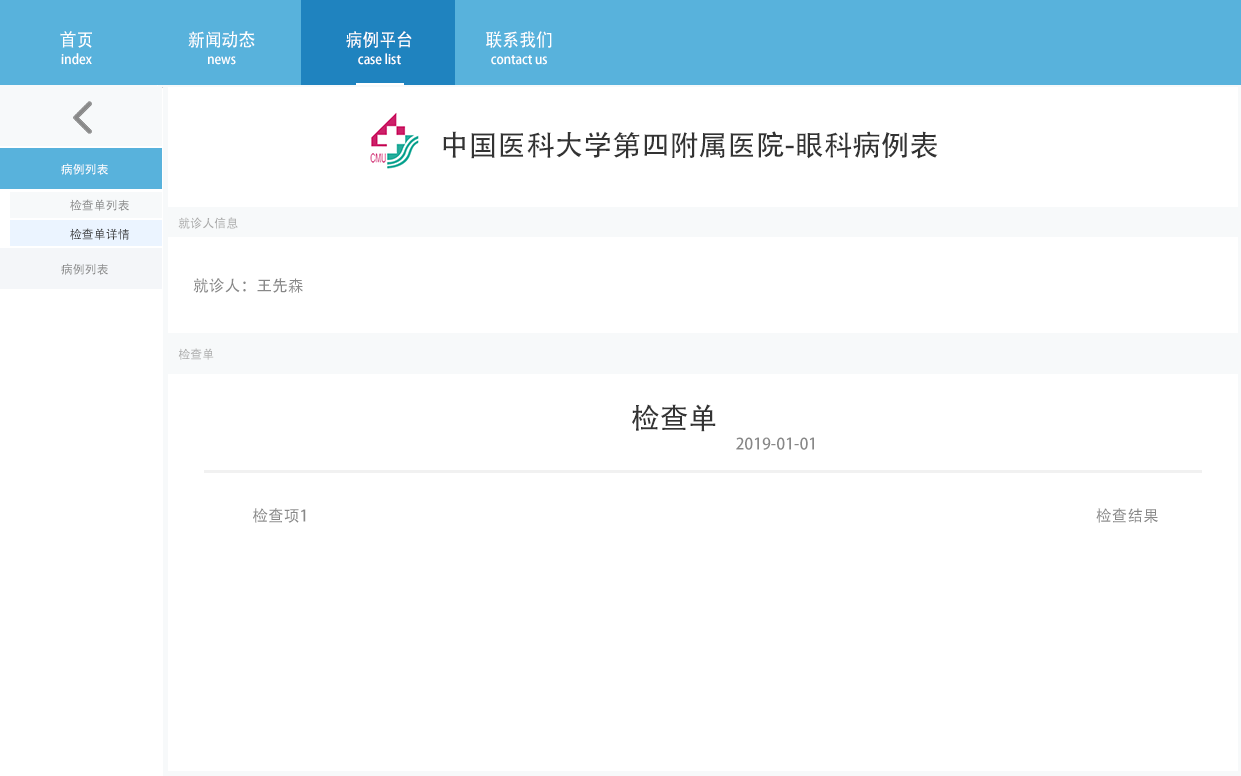 首页
index
新闻动态
news
病例平台
case list
联系我们
contact us
病例列表
检查单列表
检查单详情
病例列表
CMU
中国医科大学第四附属医院-眼科病例表
就诊人信息
就诊人：王先森
检查单
检查单
2019-01-01
检查项1
检查结果